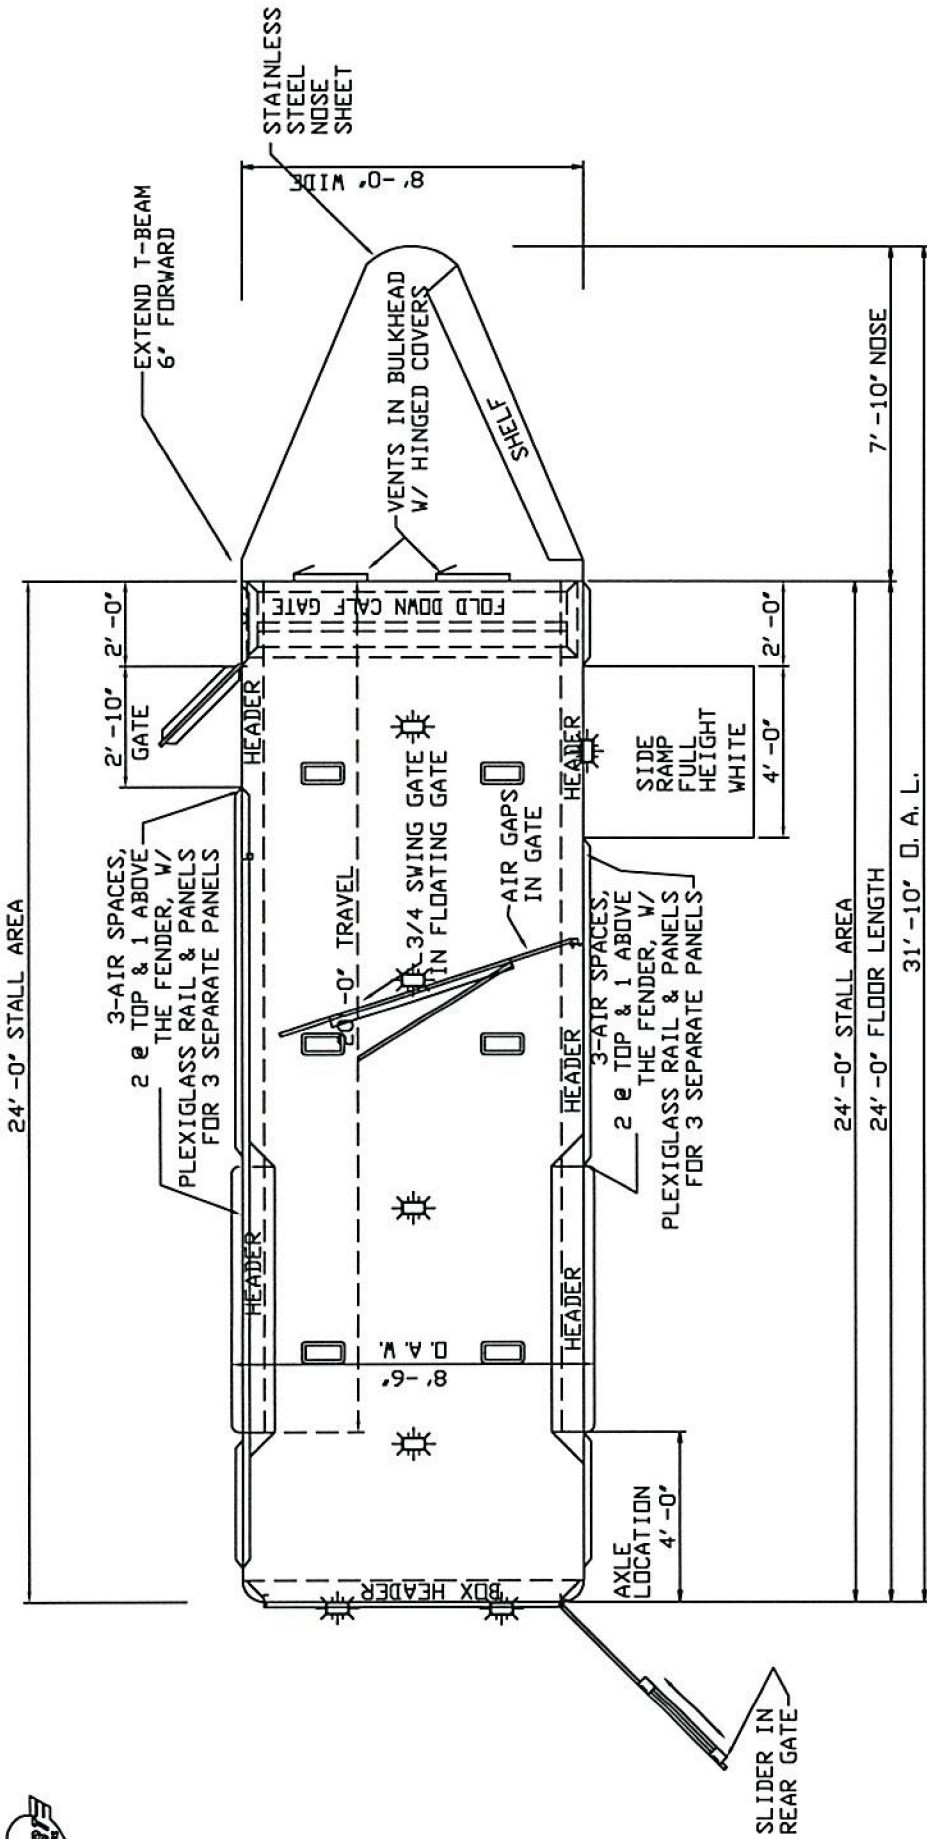 24'-0" STALL AREA
2'-10"
GATE
2'-0"
EXTEND T-BEAM
6" FORWARD
STAINLESS
STEEL
NOSE
SHEET
3-AIR SPACES,
2 @ TOP & 1 ABOVE
THE FENDER, W/
PLEXIGLASS RAIL & PANELS
FOR 3 SEPARATE PANELS
HEADER
HEADER
8'-0" WIDE
VENTS IN BULKHEAD
W/ HINGED COVERS
FOLD DOWN CALF GATE
SHELF
20'-0" TRAVEL
3/4 SWING GATE
IN FLOATING GATE
AIR GAPS
IN GATE
8'-6"
O. A. W.
BOX HEADER
HEADER
HEADER
HEADER
3-AIR SPACES,
2 @ TOP & 1 ABOVE
THE FENDER, W/
PLEXIGLASS RAIL & PANELS
FOR 3 SEPARATE PANELS
SIDE
RAMP
FULL
HEIGHT
WHITE
4'-0"
2'-0"
AXLE
LOCATION
4'-0"
SLIDER IN
REAR GATE
24'-0" STALL AREA
24'-0" FLOOR LENGTH
7'-10" NOSE
31'-10" O. A. L.